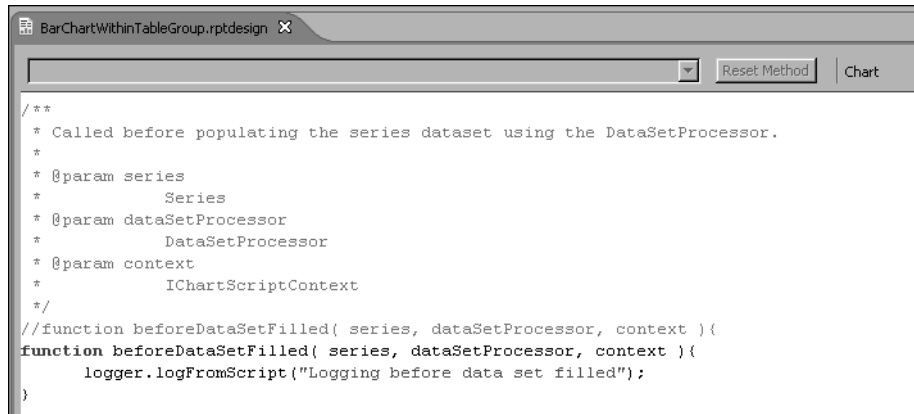 BarChartWithinTableGroup.rptdesign
Reset Method Chart
/**
 * Called before populating the series dataset using the DataSetProcessor.
 *
 * @param series
 *            Series
 * @param dataSetProcessor
 *            DataSetProcessor
 * @param context
 *            IChartScriptContext
 */
//function beforeDataSetFilled( series, dataSetProcessor, context ){
function beforeDataSetFilled( series, dataSetProcessor, context ){
      logger.logFromScript("Logging before data set filled");
}